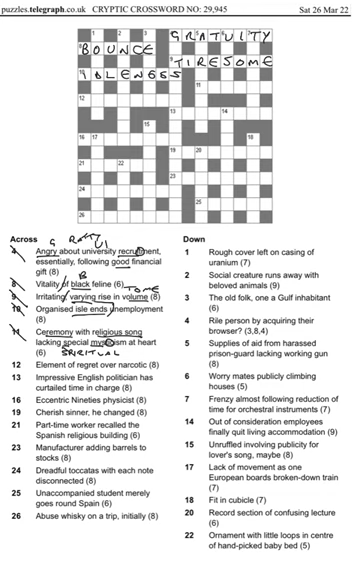 puzzles.telegraph.co.uk CRYPTIC CROSSWORD NO: 29,945 Sat 26 Mar 22
GRATUITY
BOUNCE
TIRESOME
IDLENESS
Across
G RATTY UI
4 Angry about university recruitment, essentially, following good financial gift (8)
B
8 Vitality of black feline (6)
TOME
9 Irritating, varying rise in volume (8)
10 Organised isle ends unemployment (8)
11 Ceremony with religious song lacking special mysticism at heart (6)
SPIRITUAL
12 Element of regret over narcotic (8)
13 Impressive English politician has curtailed time in charge (8)
16 Eccentric Nineties physicist (8)
19 Cherish sinner, he changed (8)
21 Part-time worker recalled the Spanish religious building (6)
23 Manufacturer adding barrels to stocks (8)
24 Dreadful toccatas with each note disconnected (8)
25 Unaccompanied student merely goes round Spain (6)
26 Abuse whisky on a trip, initially (8)
Down
1 Rough cover left on casing of uranium (7)
2 Social creature runs away with beloved animals (9)
3 The old folk, one a Gulf inhabitant (6)
4 Rile person by acquiring their browser? (3,8,4)
5 Supplies of aid from harassed prison-guard lacking working gun (8)
6 Worry mates publicly climbing houses (5)
7 Frenzy almost following reduction of time for orchestral instruments (7)
14 Out of consideration employees finally quit living accommodation (9)
15 Unruffled involving publicity for lover's song, maybe (8)
17 Lack of movement as one European boards broken-down train (7)
18 Fit in cubicle (7)
20 Record section of confusing lecture (6)
22 Ornament with little loops in centre of hand-picked baby bed (5)